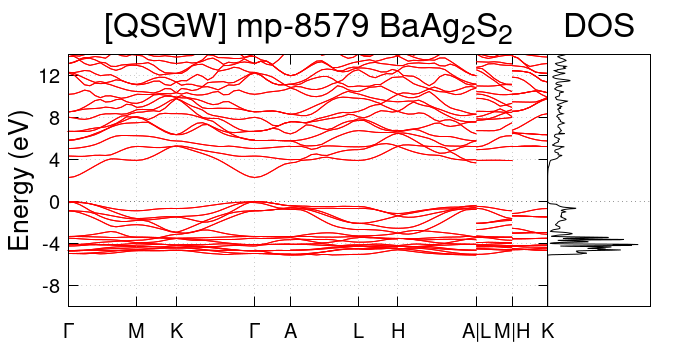 [QSGW] mp-8579 BaAg₂S₂ DOS
Energy (eV)
12
8
4
0
-4
-8
Γ M K Γ A L H A|L M|H K